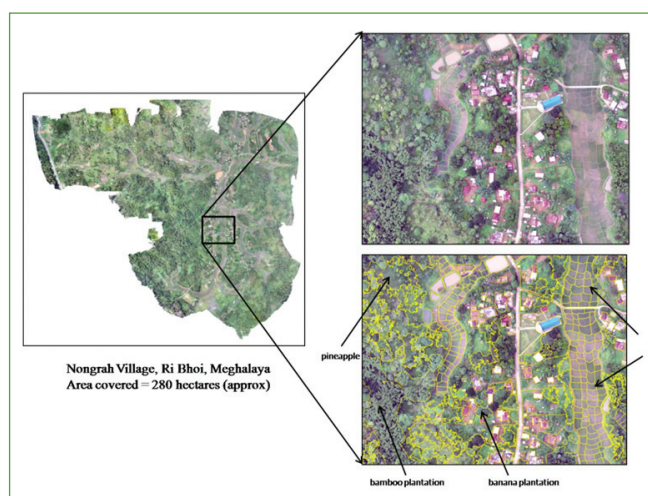 Nongrah Village, Ri Bhoi, Meghalaya
Area covered = 280 hectares (approx)
pineapple
bamboo plantation
banana plantation